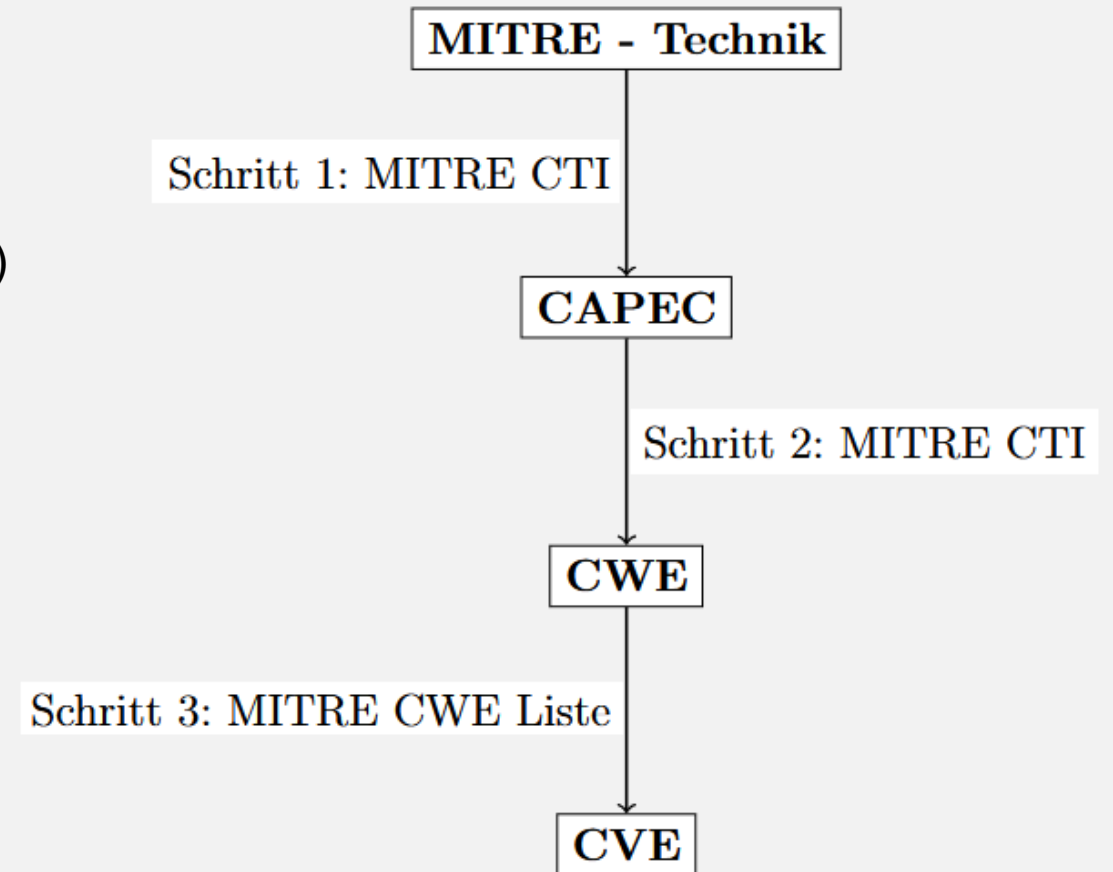 MITRE - Technik
Schritt 1: MITRE CTI
)
CAPEC
Schritt 2: MITRE CTI
CWE
Schritt 3: MITRE CWE Liste
CVE